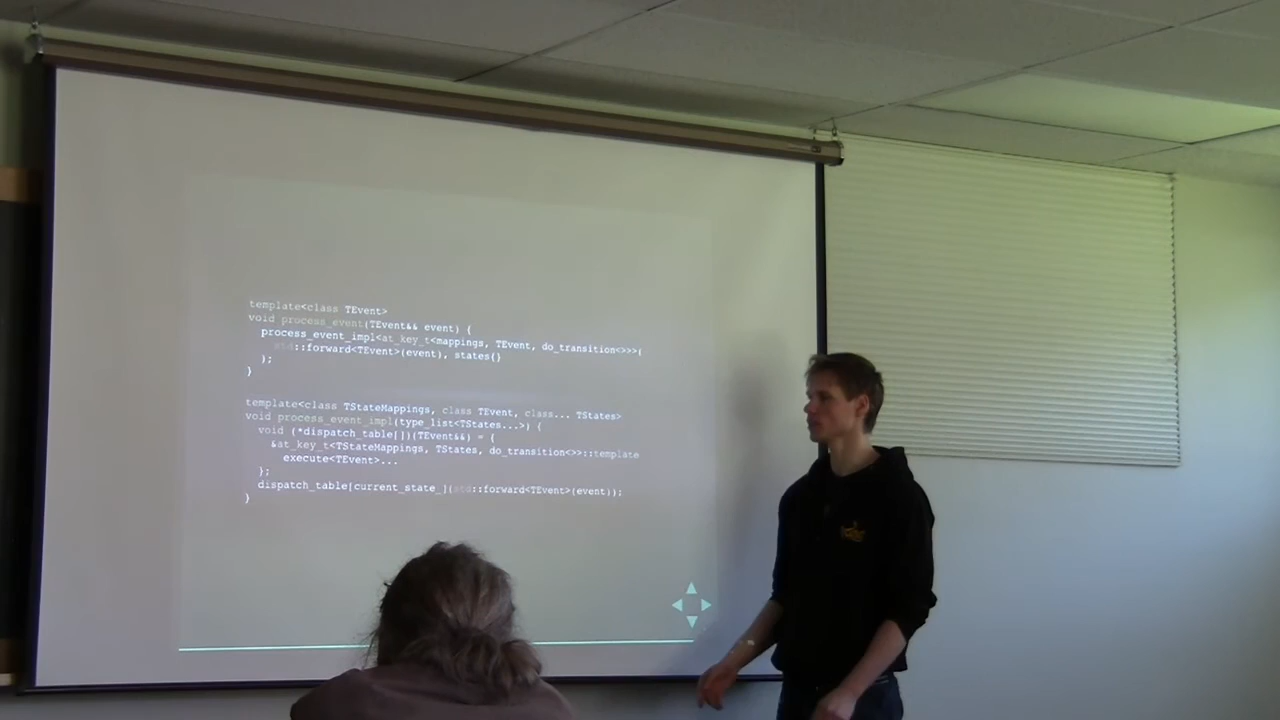 template<class TEvent>
void process_event(TEvent&& event) {
process_event_impl<at_key_t<mappings, TEvent, do_transition<>>>(
std::forward<TEvent>(event), states{}
);
}
template<class TStateMappings, class TEvent, class... TStates>
void process_event_impl(type_list<TStates...>) {
void (*dispatch_table[])(TEvent&&) = {
&at_key_t<TStateMappings, TStates, do_transition<>>::template
execute<TEvent>...
};
dispatch_table[current_state_](std::forward<TEvent>(event));
}